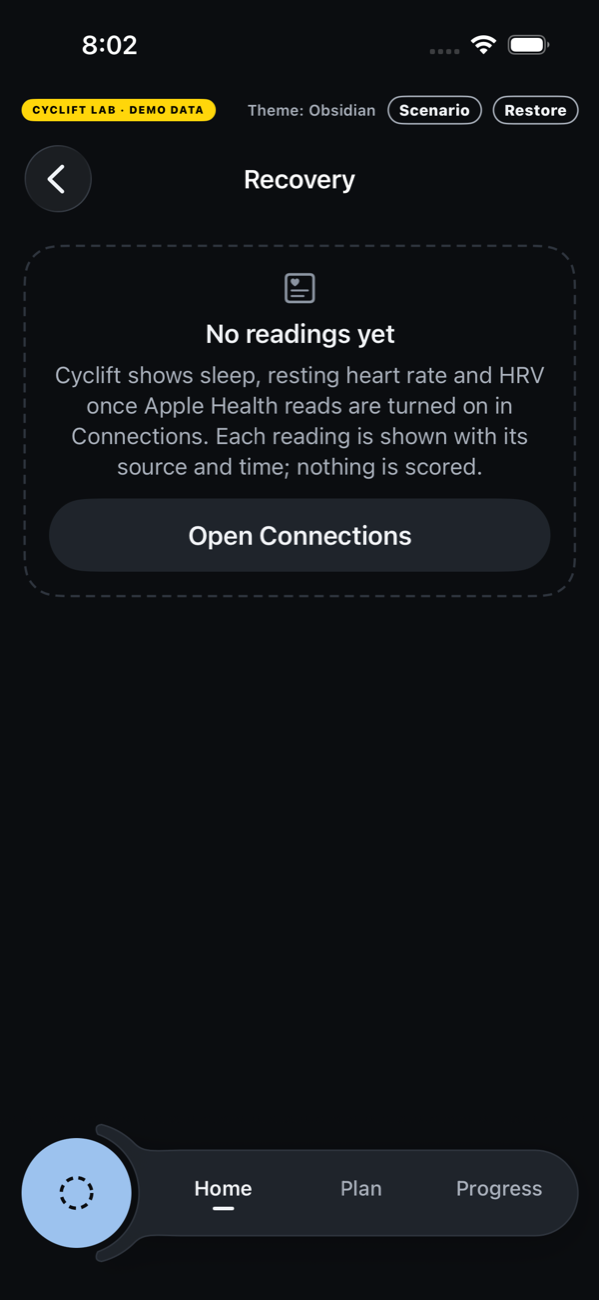 8:02
CYCLIFT LAB · DEMO DATA Theme: Obsidian Scenario Restore
Recovery
No readings yet
Cyclift shows sleep, resting heart rate and HRV
once Apple Health reads are turned on in
Connections. Each reading is shown with its
source and time; nothing is scored.
Open Connections
Home Plan Progress